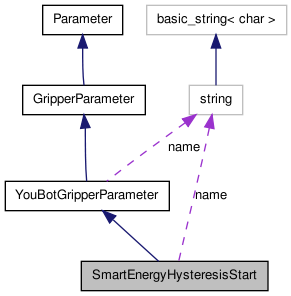 Parameter
basic_string< char >
GripperParameter
string
name
YouBotGripperParameter
name
SmartEnergyHysteresisStart